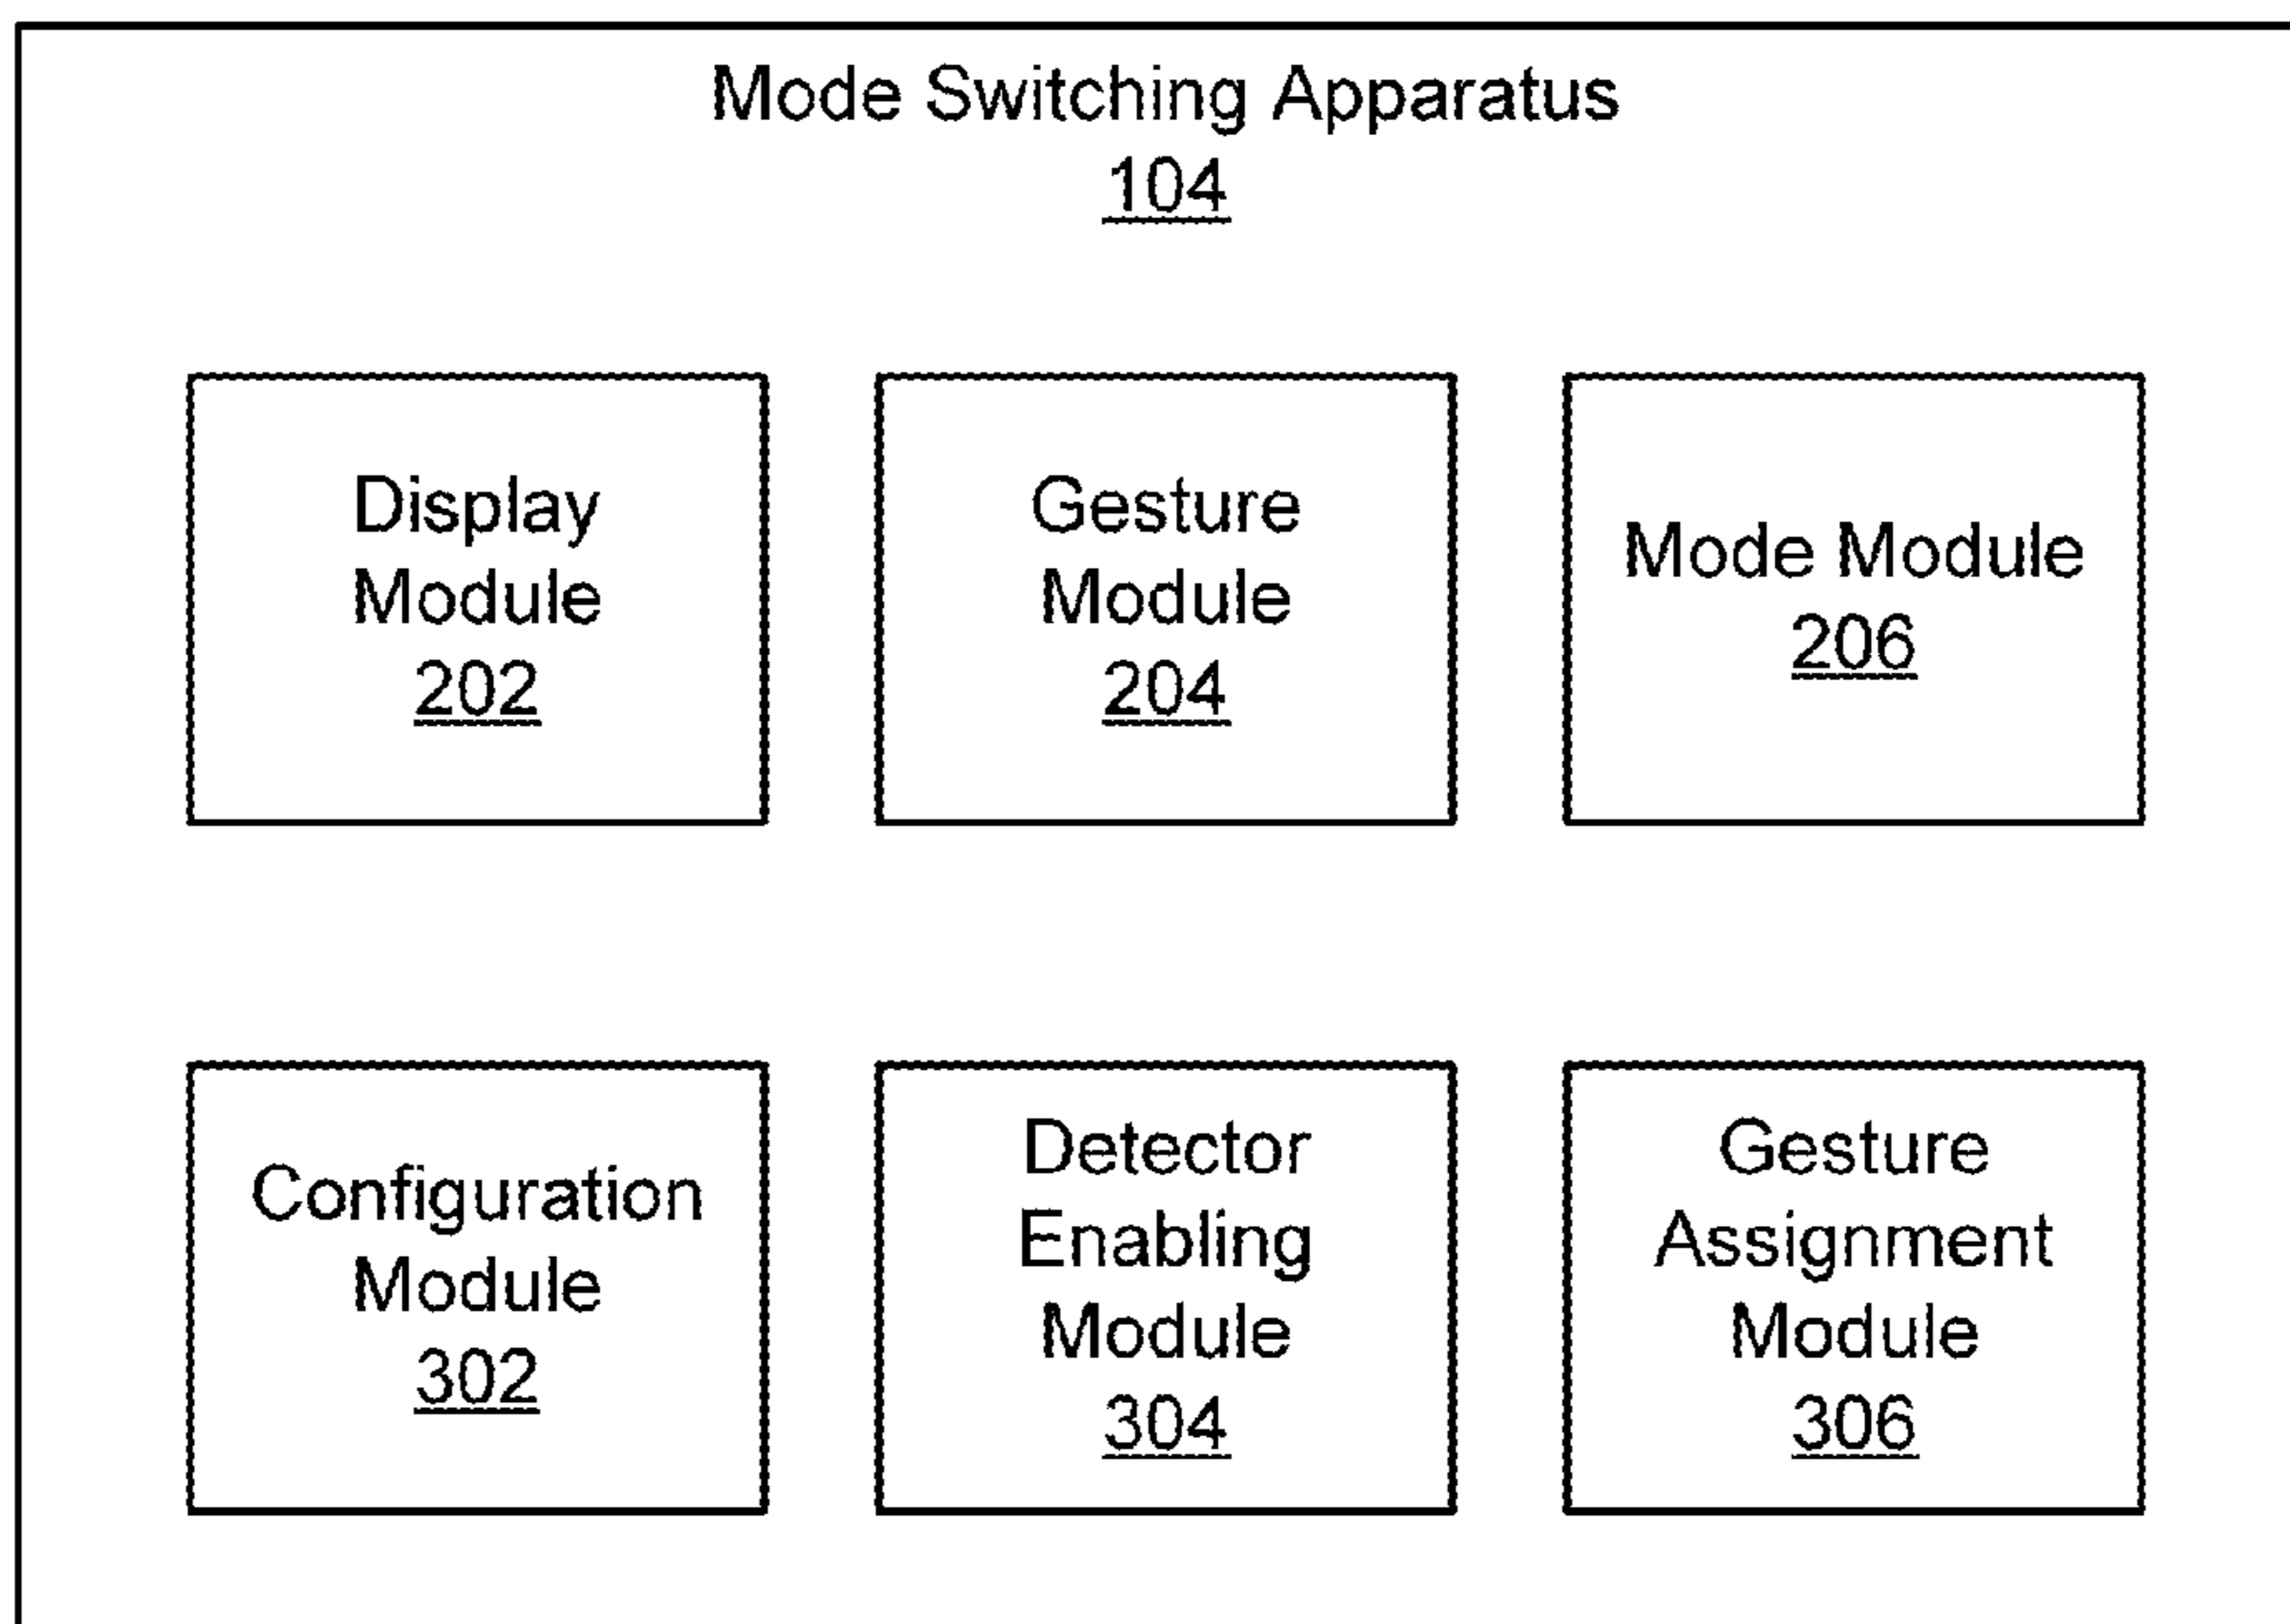 Mode Switching Apparatus
104
Display
Module
202
Gesture
Module
204
Mode Module
206
Configuration
Module
302
Detector
Enabling
Module
304
Gesture
Assignment
Module
306